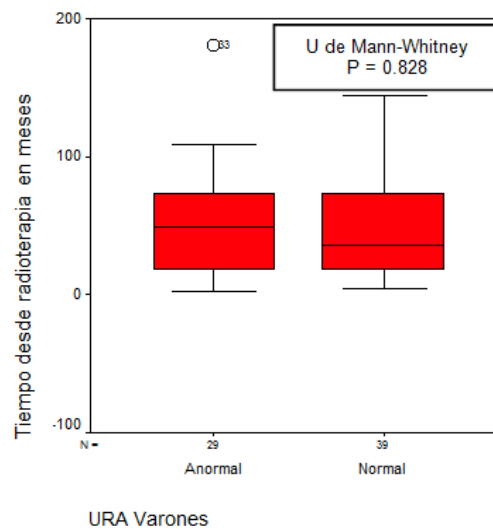 200
100
0
-100
Tiempo desde radioterapia en meses
U de Mann-Whitney
P = 0.828
33
N = 29 39
Anormal Normal
URA Varones